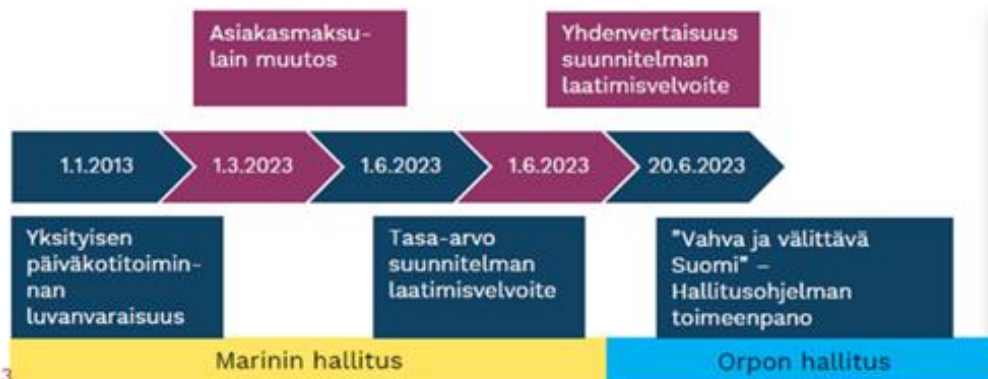 Asiakasmaksu-
lain muutos
Yhdenvertaisuus
suunnitelman
laatimisvelvoite
1.1.2013
1.3.2023
1.6.2023
1.6.2023
20.6.2023
Yksityisen
päiväkotitoimin-
nan
luvanvaraisuus
Tasa-arvo
suunnitelman
laatimisvelvoite
"Vahva ja välittävä
Suomi" –
Hallitusohjelman
toimeenpano
Marinin hallitus
Orpon hallitus
3